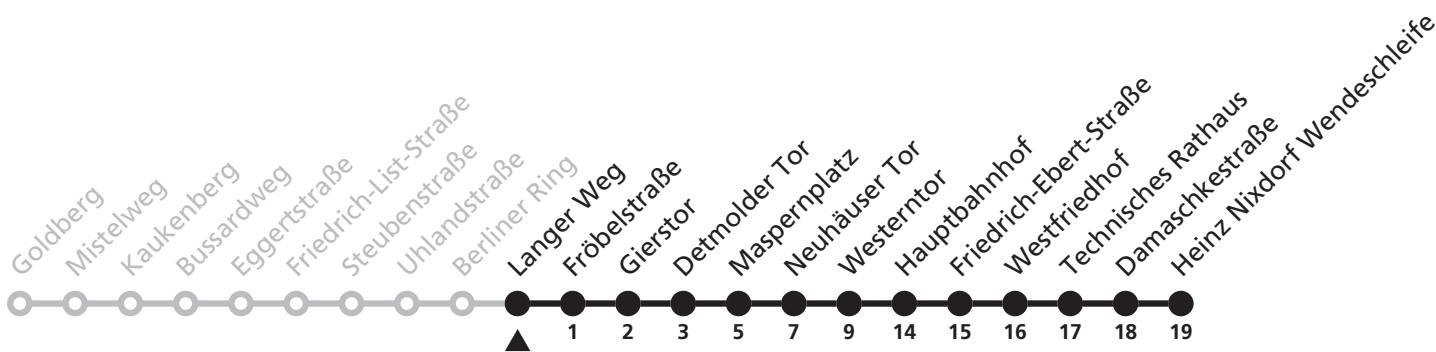 Goldberg
Mistelweg
Kaukenberg
Bussardweg
Eggertstraße
Friedrich-List-Straße
Steubenstraße
Uhlandstraße
Berliner Ring
Langer Weg
Fröbelstraße
Gierstor
Detmolder Tor
Maspernplatz
Neuhäuser Tor
Westerntor
Hauptbahnhof
Friedrich-Ebert-Straße
Westfriedhof
Technisches Rathaus
Damaschkestraße
Heinz Nixdorf Wendeschleife
1 2 3 5 7 9 14 15 16 17 18 19